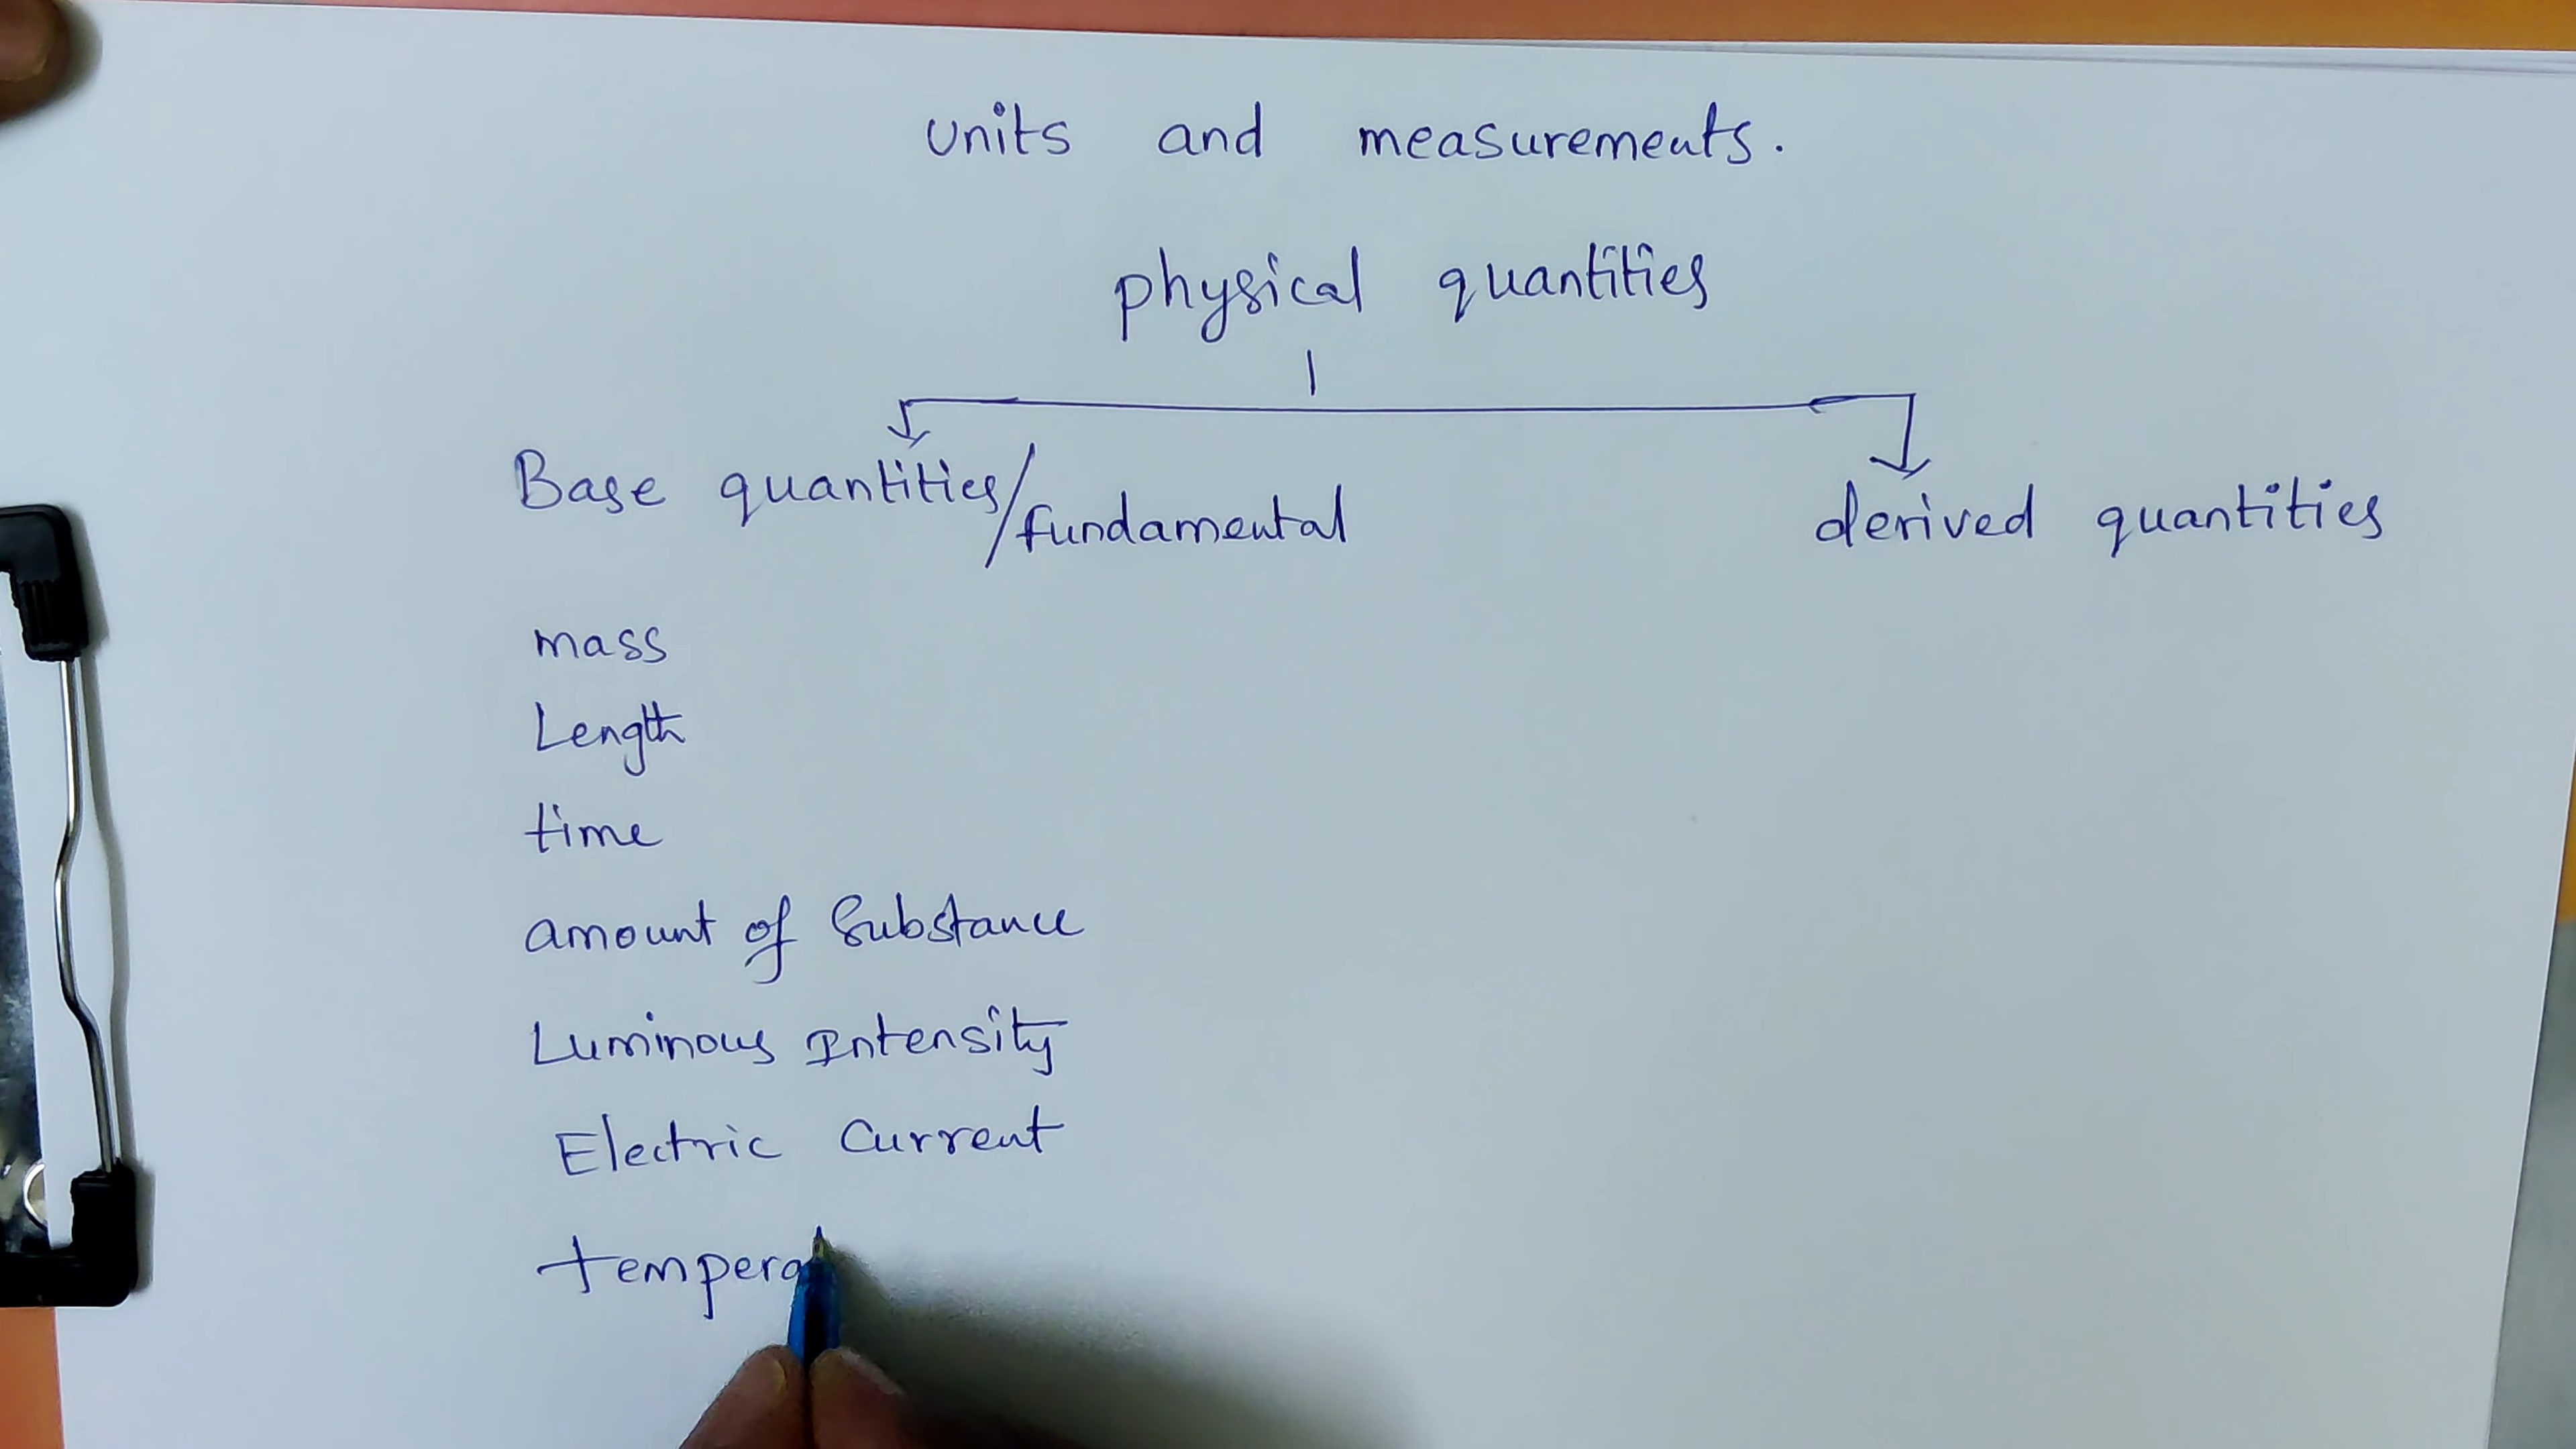 units and measurements.
physical quantities
Base quantities/fundamental
derived quantities
mass
Length
time
amount of Substance
Luminous Intensity
Electric Current
tempera